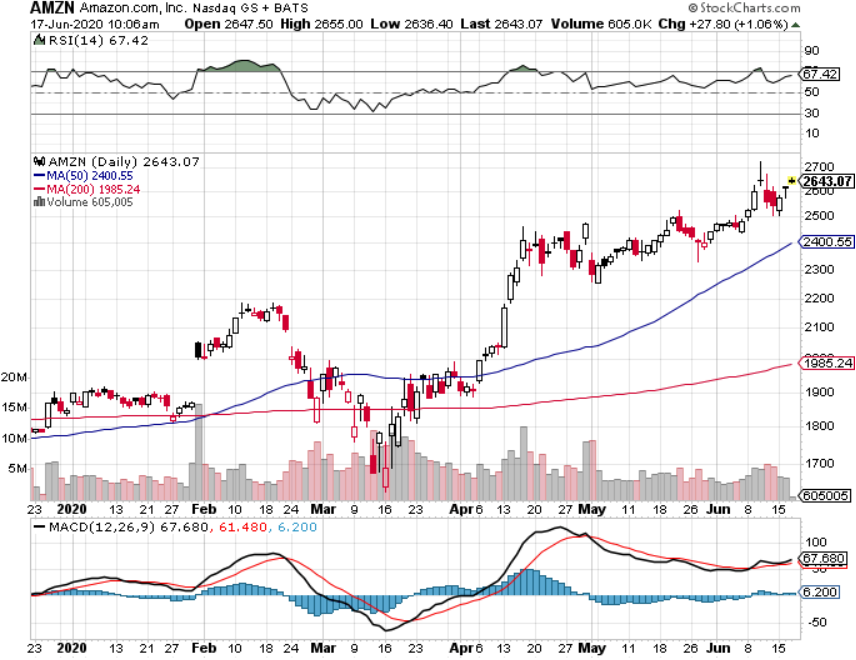 AMZN Amazon.com, Inc. Nasdaq GS + BATS © StockCharts.com
17-Jun-2020 10:06am Open 2647.50 High 2655.00 Low 2636.40 Last 2643.07 Volume 605.0K Chg +27.80 (+1.06%)
RSI(14) 67.42
90
67.42
50
30
10
AMZN (Daily) 2643.07
MA(50) 2400.55
MA(200) 1985.24
Volume 605,005
2700
2643.07
2600
2500
2400.55
2300
2200
2100
2000
1985.24
1900
1800
1700
605005
20M
15M
10M
5M
23 2020 13 21 27 Feb 10 18 24 Mar 9 16 23 Apr 6 13 20 27 May 11 18 26 Jun 8 15
MACD(12,26,9) 67.680, 61.480, 6.200
100
67.680
50
6.200
-50
23 2020 13 21 27 Feb 10 18 24 Mar 9 16 23 Apr 6 13 20 27 May 11 18 26 Jun 8 15